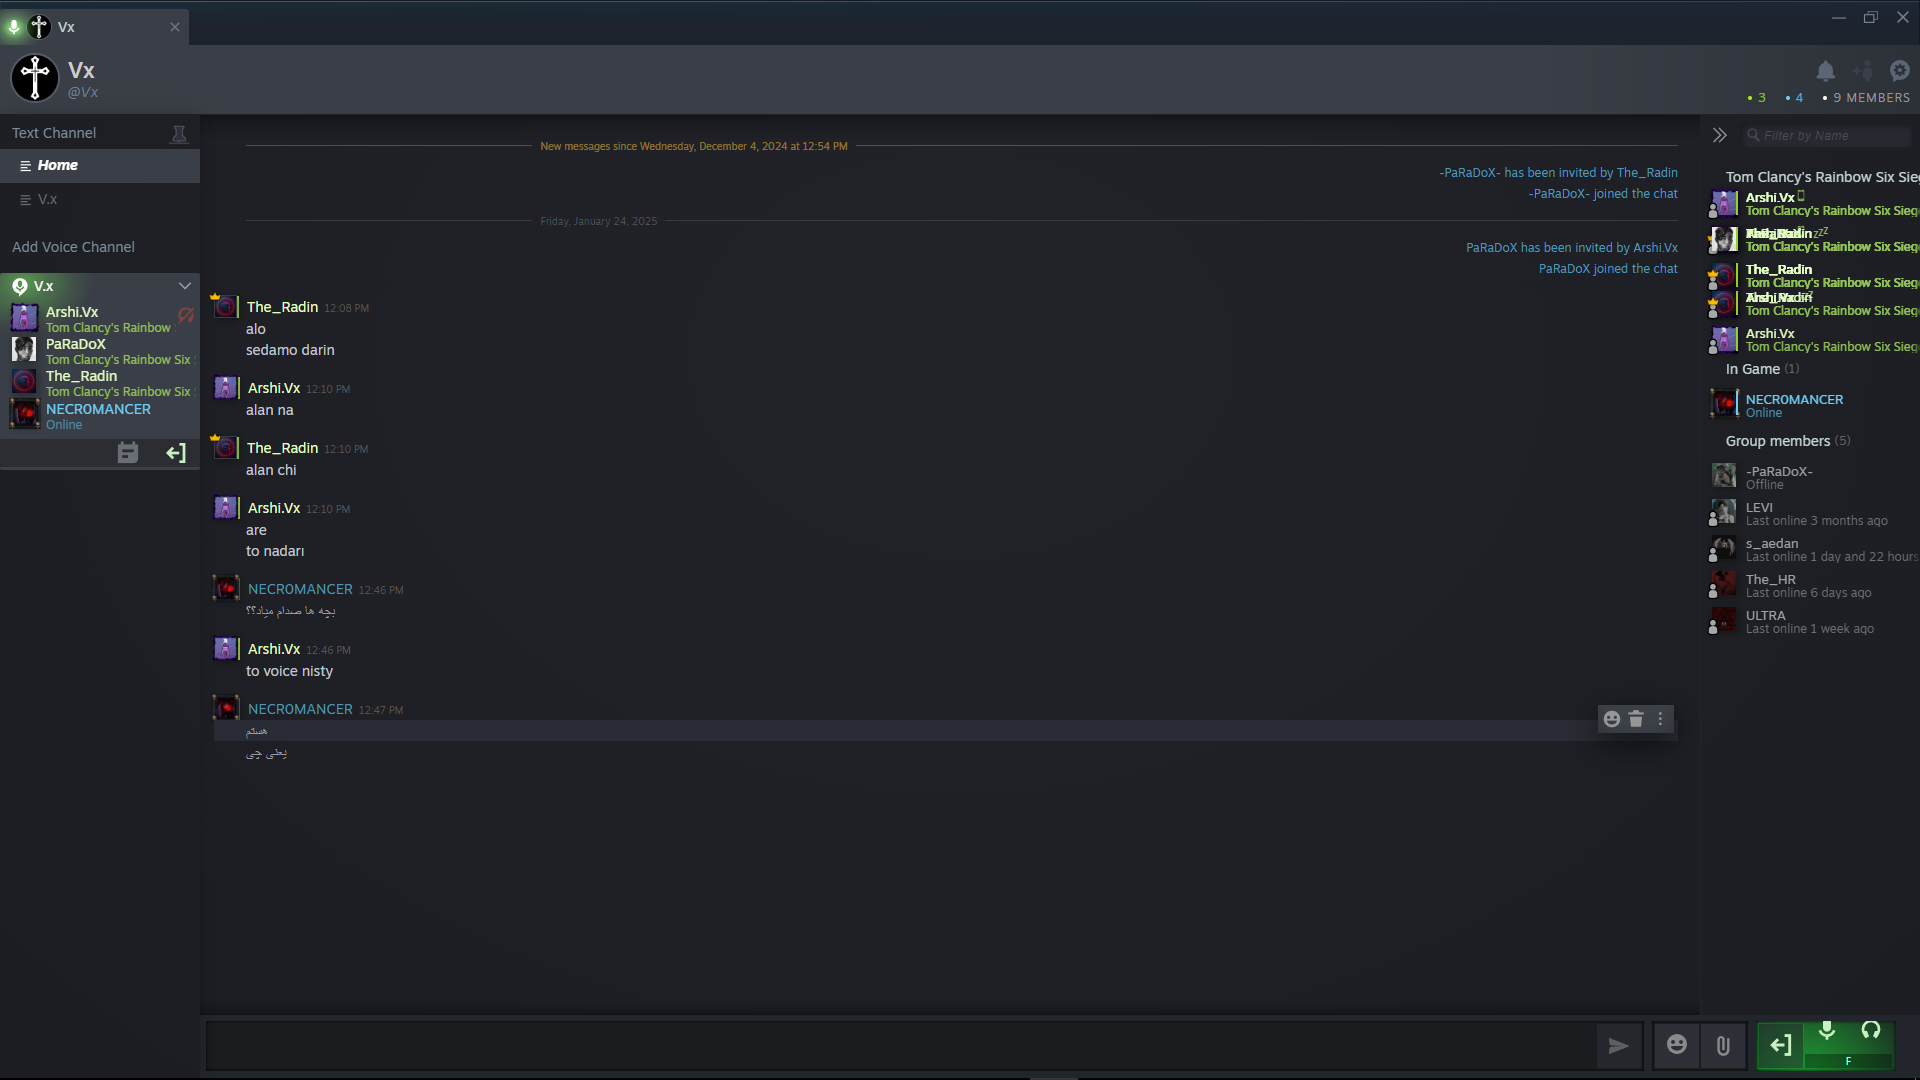 Vx
Vx
@Vx
3 4 9 MEMBERS
Text Channel
Home
V.x
Add Voice Channel
V.x
Arshi.Vx
Tom Clancy's Rainbow
PaRaDoX
Tom Clancy's Rainbow Six
The_Radin
Tom Clancy's Rainbow Six
NECR0MANCER
Online
New messages since Wednesday, December 4, 2024 at 12:54 PM
-PaRaDoX- has been invited by The_Radin
-PaRaDoX- joined the chat
Friday, January 24, 2025
PaRaDoX has been invited by Arshi.Vx
PaRaDoX joined the chat
The_Radin 12:08 PM
alo
sedamo darin
Arshi.Vx 12:10 PM
alan na
The_Radin 12:10 PM
alan chi
Arshi.Vx 12:10 PM
are
to nadarı
NECR0MANCER 12:46 PM
بچه ها صدام میاد؟؟
Arshi.Vx 12:46 PM
to voice nisty
NECR0MANCER 12:47 PM
هستم
یعنی چی
Filter by Name
Tom Clancy's Rainbow Six Sieg
Arshi.Vx
Tom Clancy's Rainbow Six Sieg
zzZ
Tom Clancy's Rainbow Six Sieg
The_Radin
Tom Clancy's Rainbow Six Sieg
Tom Clancy's Rainbow Six Sieg
Arshi.Vx
Tom Clancy's Rainbow Six Sieg
In Game (1)
NECR0MANCER
Online
Group members (5)
-PaRaDoX-
Offline
LEVI
Last online 3 months ago
s_aedan
Last online 1 day and 22 hours
The_HR
Last online 6 days ago
ULTRA
Last online 1 week ago
F